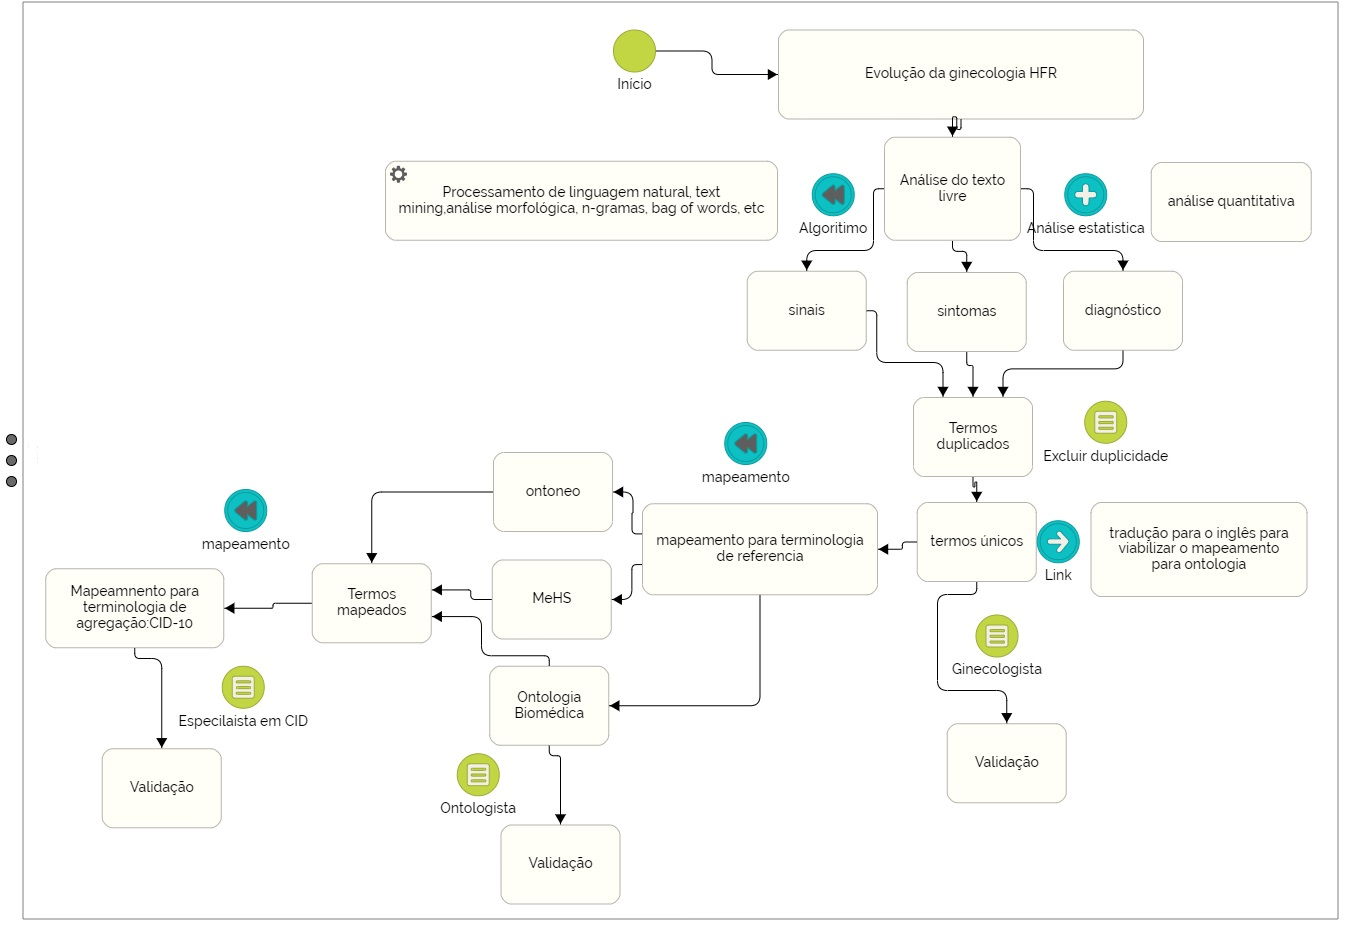 Início
Evolução da ginecologia HFR
Processamento de linguagem natural, text
mining,análise morfológica, n-gramas, bag of words, etc
Algoritimo
Análise do texto
livre
Análise estatistica
análise quantitativa
sinais
sintomas
diagnóstico
Termos
duplicados
Excluir duplicidade
mapeamento
ontoneo
mapeamento para terminologia
de referencia
termos únicos
Link
tradução para o inglês para
viabilizar o mapeamento
para ontologia
mapeamento
Mapeamnento para
terminologia de
agregação:CID-10
Termos
mapeados
MeHS
Ginecologista
Especilaista em CID
Ontologia
Biomédica
Validação
Ontologista
Validação
Validação